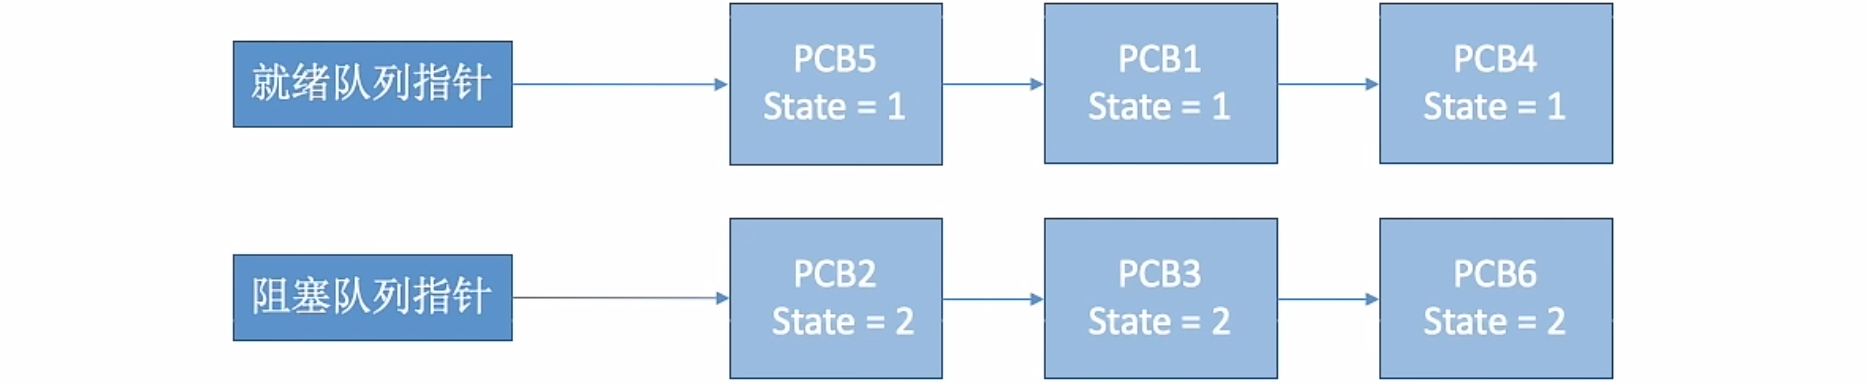 就绪队列指针
PCB5
State = 1
PCB1
State = 1
PCB4
State = 1
阻塞队列指针
PCB2
State = 2
PCB3
State = 2
PCB6
State = 2